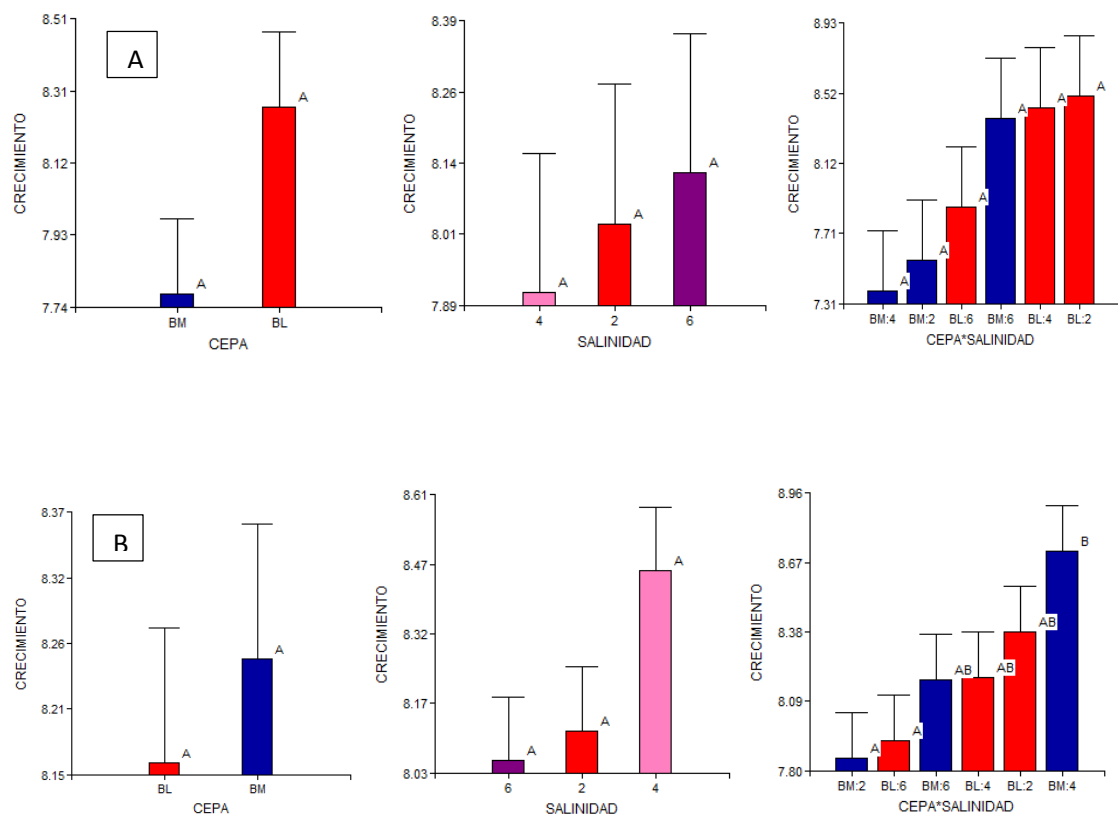 A
CRECIMIENTO
8.51
8.31
8.12
7.93
7.74
A
A
BM
BL
CEPA
CRECIMIENTO
8.39
8.26
8.14
8.01
7.89
A
A
A
4
2
6
SALINIDAD
CRECIMIENTO
8.93
8.52
8.12
7.71
7.31
A
A
A
A
A
A
BM:4
BM:2
BL:6
BM:6
BL:4
BL:2
CEPA*SALINIDAD
B
CRECIMIENTO
8.37
8.32
8.26
8.21
8.15
A
A
BL
BM
CEPA
CRECIMIENTO
8.61
8.47
8.32
8.17
8.03
A
A
A
6
2
4
SALINIDAD
CRECIMIENTO
8.96
8.67
8.38
8.09
7.80
A
A
AB
AB
AB
B
BM:2
BL:6
BM:6
BL:4
BL:2
BM:4
CEPA*SALINIDAD